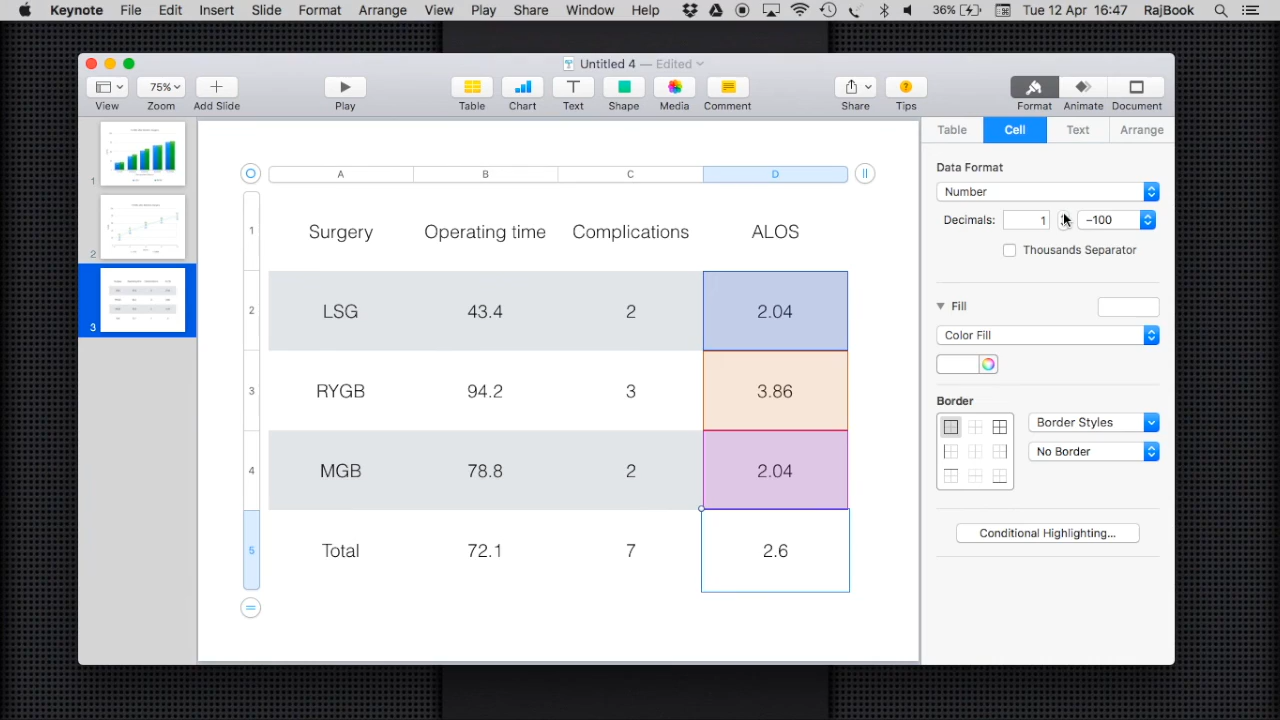 Keynote File Edit Insert Slide Format Arrange View Play Share Window Help 36% Tue 12 Apr 16:47 RajBook
Untitled 4 — Edited
75%
View Zoom Add Slide Play Table Chart Text Shape Media Comment Share Tips Format Animate Document
Table Cell Text Arrange
1
2
3
A B C D
1 Surgery Operating time Complications ALOS
2 LSG 43.4 2 2.04
3 RYGB 94.2 3 3.86
4 MGB 78.8 2 2.04
5 Total 72.1 7 2.6
Data Format
Number
Decimals: 1 –100
Thousands Separator
Fill
Color Fill
Border
Border Styles
No Border
Conditional Highlighting...